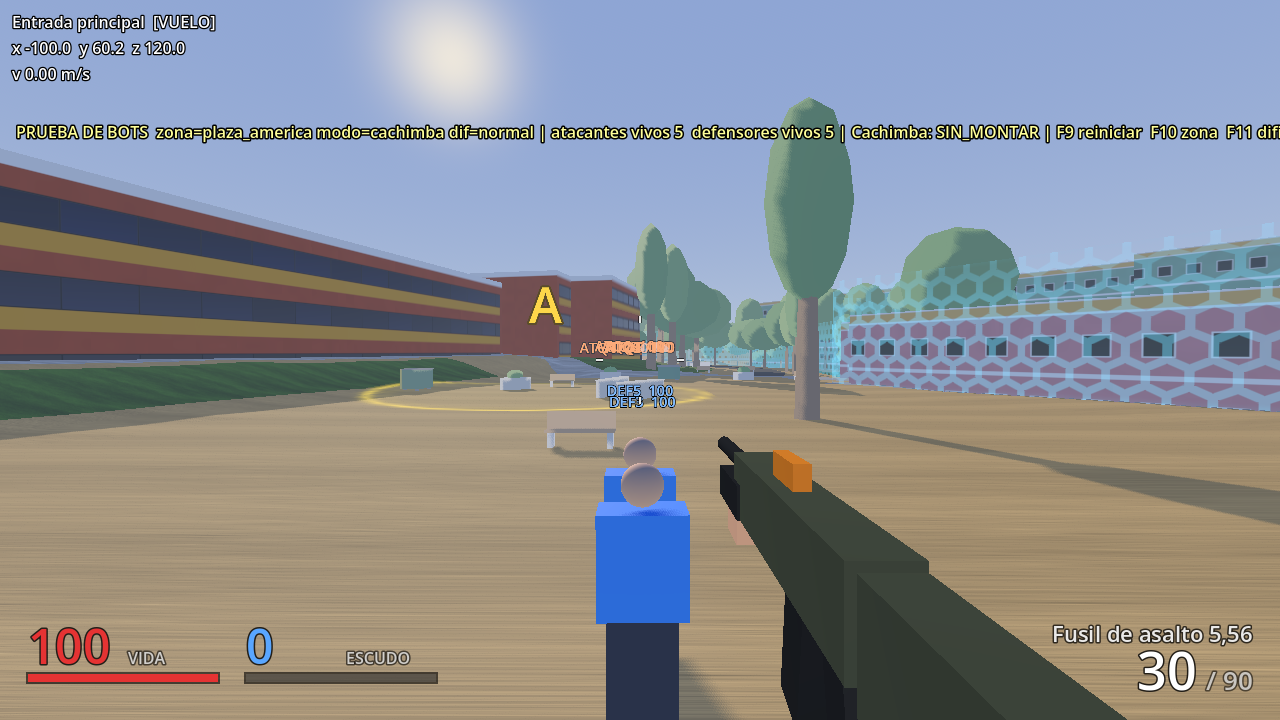 Entrada principal [VUELO]
x -100.0 y 60.2 z 120.0
v 0.00 m/s
PRUEBA DE BOTS zona=plaza_america modo=cachimba dif=normal | atacantes vivos 5 defensores vivos 5 | Cachimba: SIN_MONTAR | F9 reiniciar F10 zona F11 difi
A
DEF5 100
100 VIDA
0 ESCUDO
Fusil de asalto 5,56
30 / 90